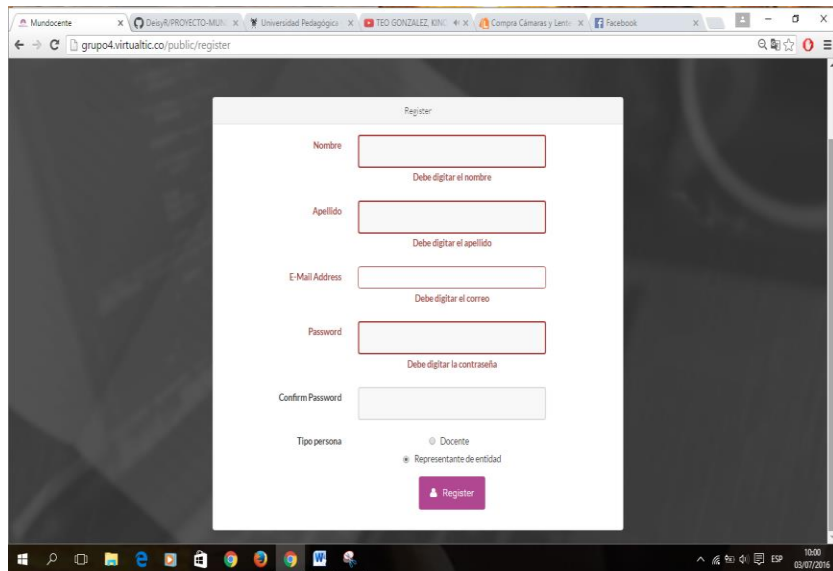 Mundocente
DeisyR/PROYECTO-MUN
Universidad Pedagógica
TEO GONZALEZ, KING
Compra Cámaras y Lente
Facebook
grupo4.virtualtic.co/public/register
Register
Nombre
Debe digitar el nombre
Apellido
Debe digitar el apellido
E-Mail Address
Debe digitar el correo
Password
Debe digitar la contraseña
Confirm Password
Tipo persona
Docente
Representante de entidad
Register
ESP
10:00
03/07/2016